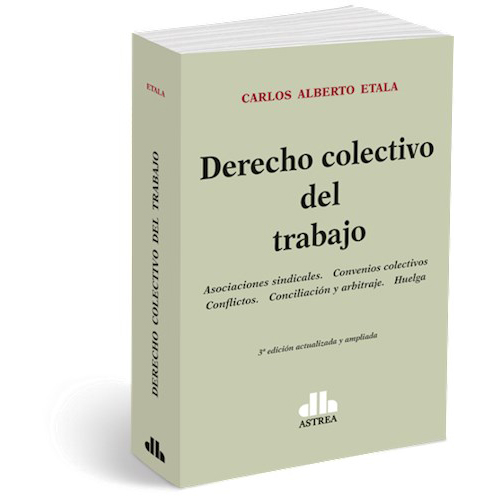 CARLOS ALBERTO ETALA
Derecho colectivo
del
trabajo
Asociaciones sindicales. Convenios colectivos
Conflictos. Conciliación y arbitraje. Huelga
3ª edición actualizada y ampliada
ASTREA
ETALA
DERECHO COLECTIVO DEL TRABAJO